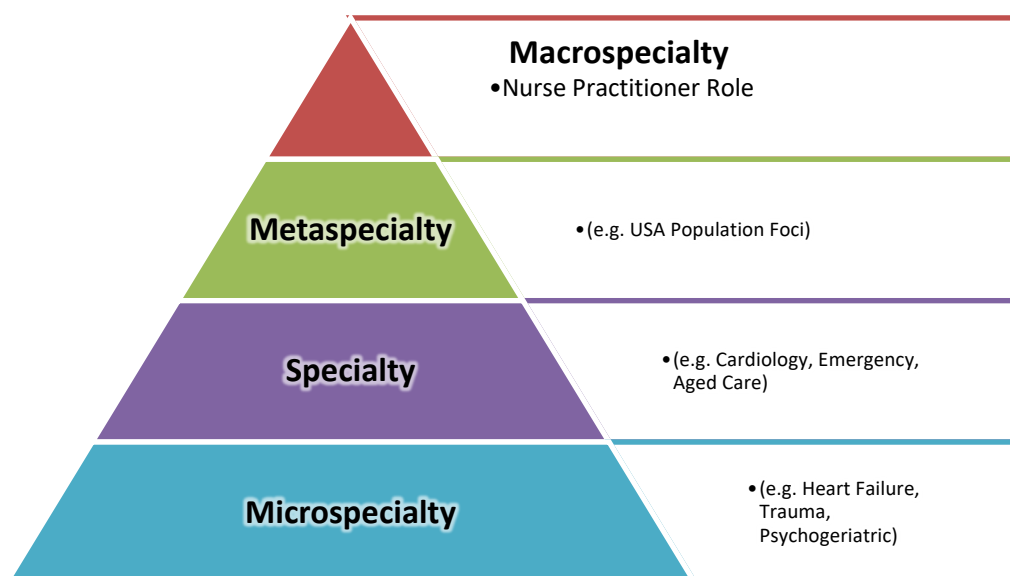 Macrospecialty
•Nurse Practitioner Role
Metaspecialty
•(e.g. USA Population Foci)
Specialty
•(e.g. Cardiology, Emergency,
Aged Care)
Microspecialty
•(e.g. Heart Failure,
Trauma,
Psychogeriatric)